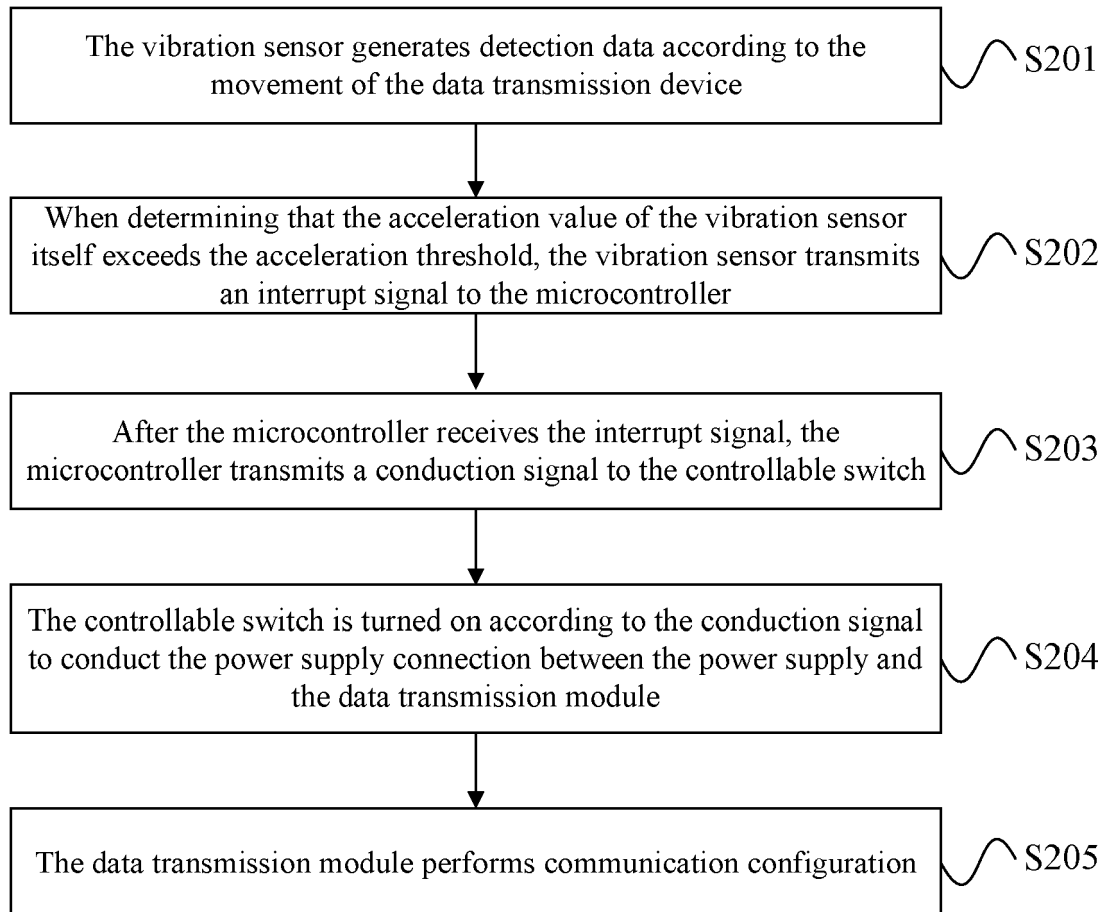 The vibration sensor generates detection data according to the
movement of the data transmission device
S201
When determining that the acceleration value of the vibration sensor
itself exceeds the acceleration threshold, the vibration sensor transmits
an interrupt signal to the microcontroller
S202
After the microcontroller receives the interrupt signal, the
microcontroller transmits a conduction signal to the controllable switch
S203
The controllable switch is turned on according to the conduction signal
to conduct the power supply connection between the power supply and
the data transmission module
S204
The data transmission module performs communication configuration
S205